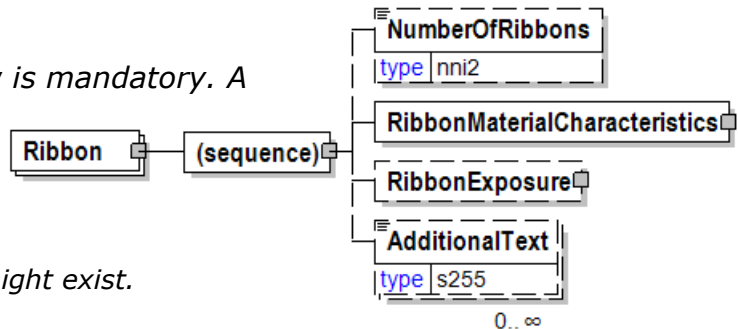 NumberOfRibbons
type nni2
y is mandatory. A
RibbonMaterialCharacteristics
Ribbon
(sequence)
RibbonExposure
AdditionalText
type s255
ight exist.
0.. ∞